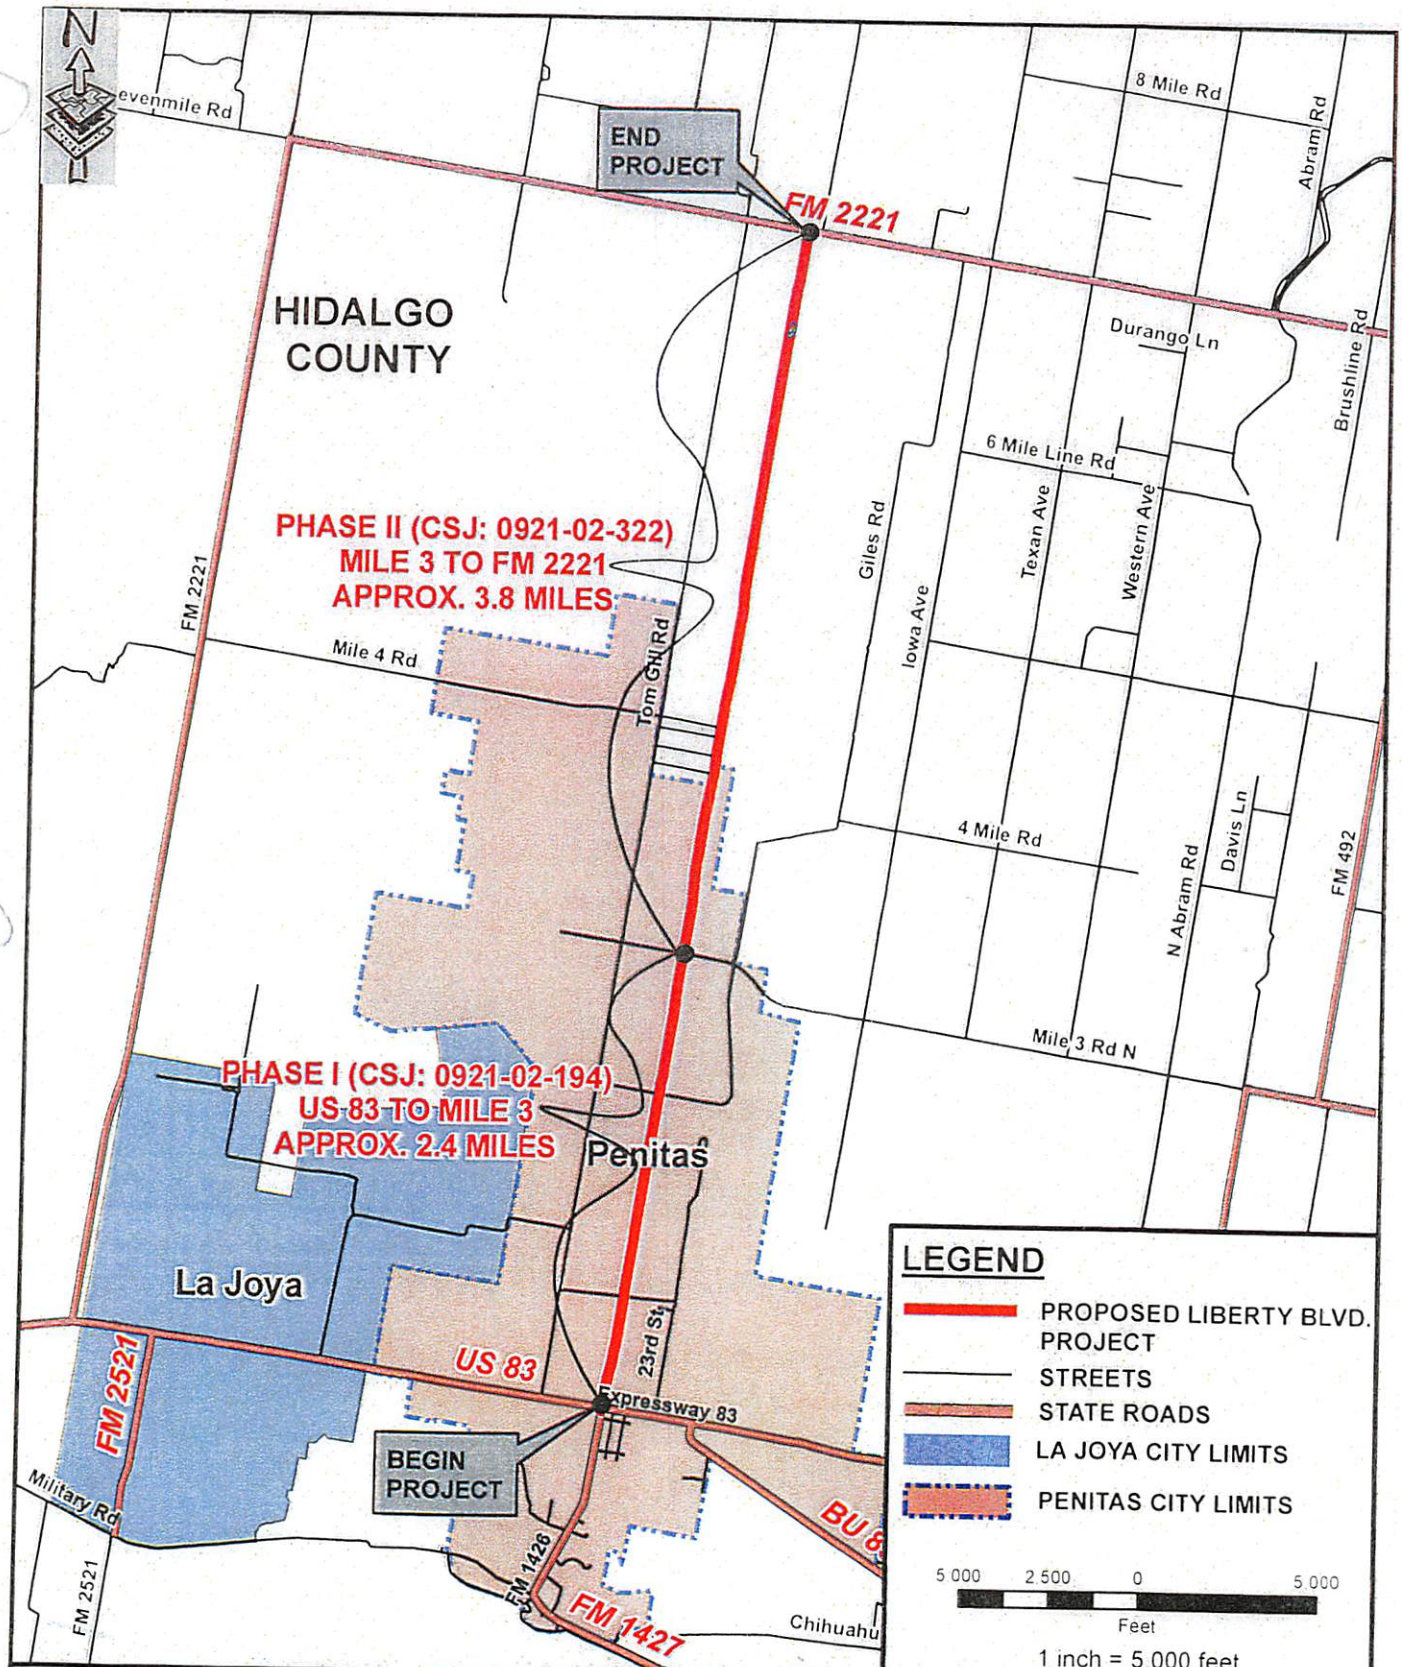 N
evenmile Rd
8 Mile Rd
Abram Rd
END
PROJECT
FM 2221
HIDALGO
COUNTY
Durango Ln
Brushline Rd
6 Mile Line Rd
PHASE II (CSJ: 0921-02-322)
MILE 3 TO FM 2221
APPROX. 3.8 MILES
Giles Rd
Texan Ave
Western Ave
FM 2221
Iowa Ave
Mile 4 Rd
Tom Gill Rd
4 Mile Rd
Davis Ln
FM 492
N Abram Rd
Mile 3 Rd N
PHASE I (CSJ: 0921-02-194)
US 83 TO MILE 3
APPROX. 2.4 MILES
Penitas
La Joya
23rd St
US 83
FM 2521
Expressway 83
BEGIN
PROJECT
Military Rd
FM 2521
FM 1426
FM 1427
BU 8
Chihuahu
LEGEND
PROPOSED LIBERTY BLVD.
PROJECT
STREETS
STATE ROADS
LA JOYA CITY LIMITS
PENITAS CITY LIMITS
5 000 2 500 0 5 000
Feet
1 inch = 5 000 feet